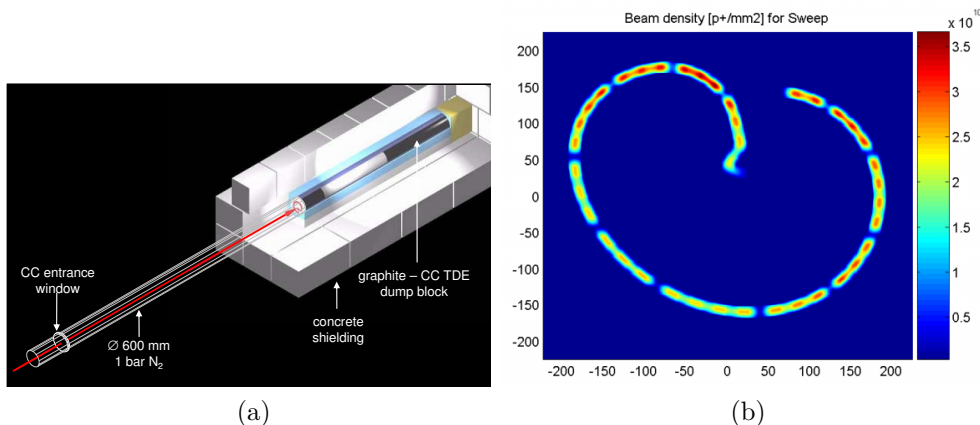 CC entrance
window
Ø 600 mm
1 bar N₂
concrete
shielding
graphite – CC TDE
dump block
(a)
Beam density [p+/mm2] for Sweep
x 10¹⁰
200
150
100
50
0
-50
-100
-150
-200
-200 -150 -100 -50 0 50 100 150 200
3.5
3
2.5
2
1.5
1
0.5
(b)